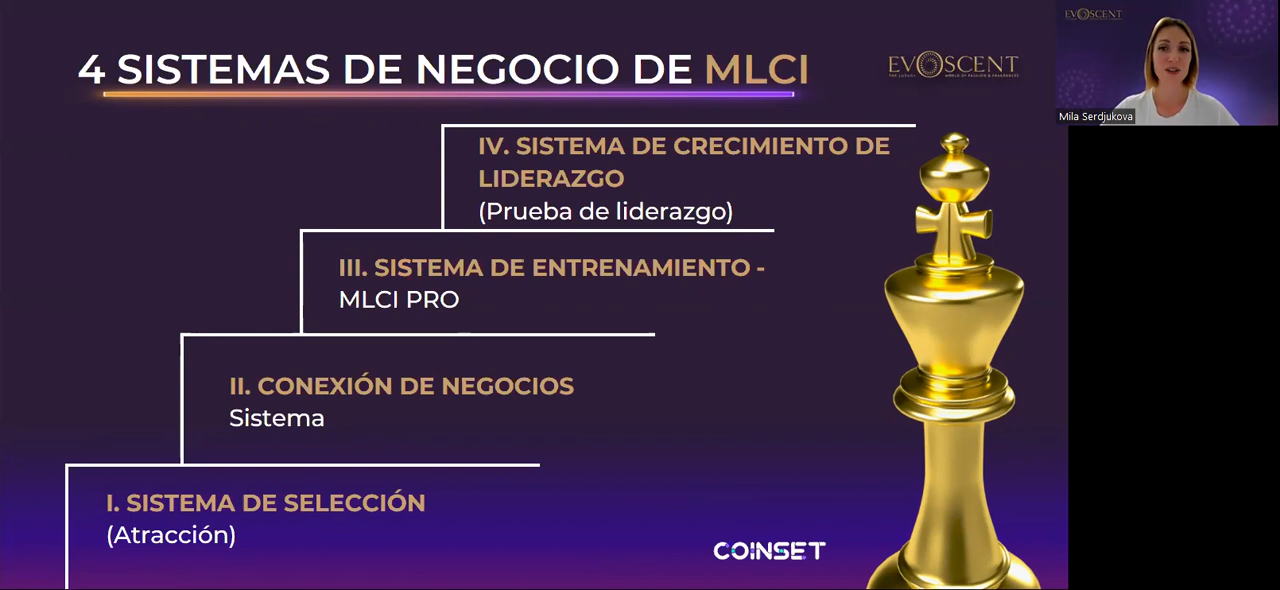 4 SISTEMAS DE NEGOCIO DE MLCI
EVOSCENT
EVOSCENT
Mila Serdjukova
IV. SISTEMA DE CRECIMIENTO DE
LIDERAZGO
(Prueba de liderazgo)
III. SISTEMA DE ENTRENAMIENTO -
MLCI PRO
II. CONEXIÓN DE NEGOCIOS
Sistema
I. SISTEMA DE SELECCIÓN
(Atracción)
COINSET